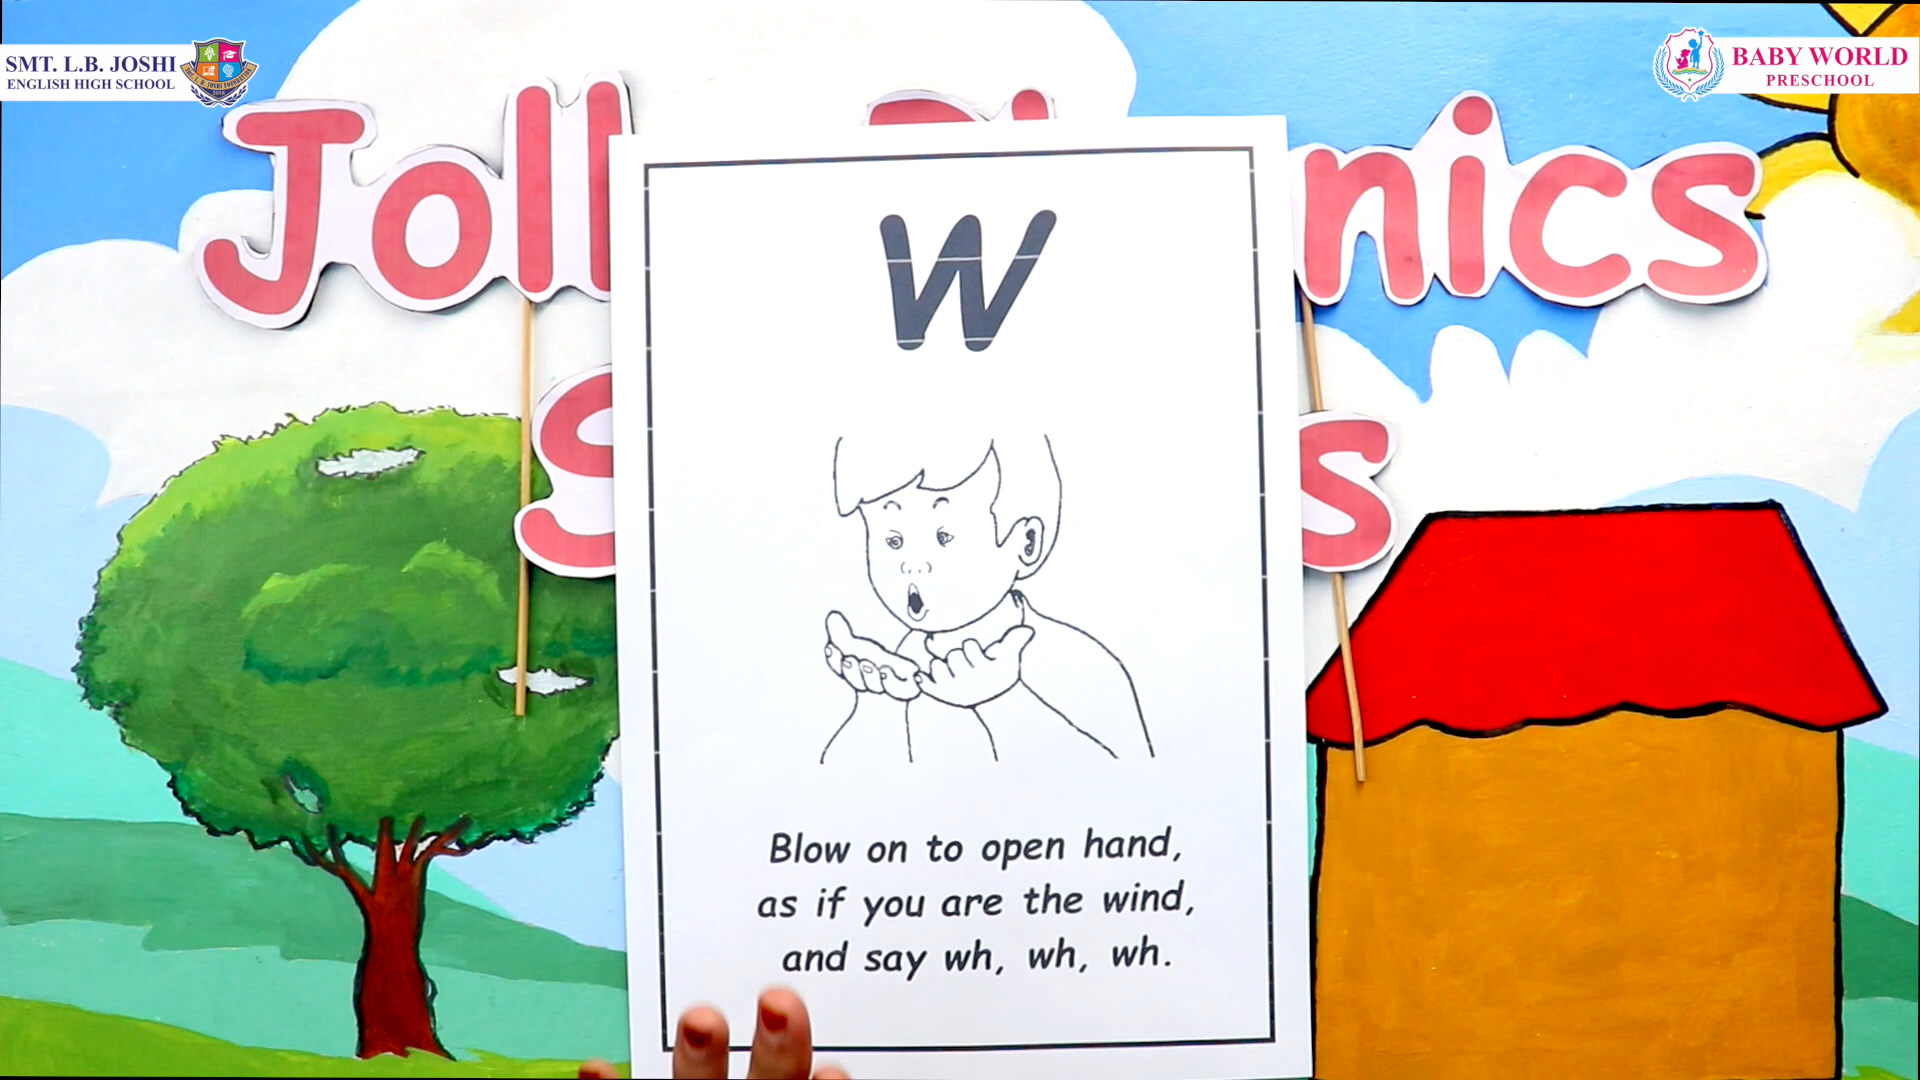 SMT. L.B. JOSHI
ENGLISH HIGH SCHOOL
BABY WORLD
PRESCHOOL
w
Blow on to open hand,
as if you are the wind,
and say wh, wh, wh.